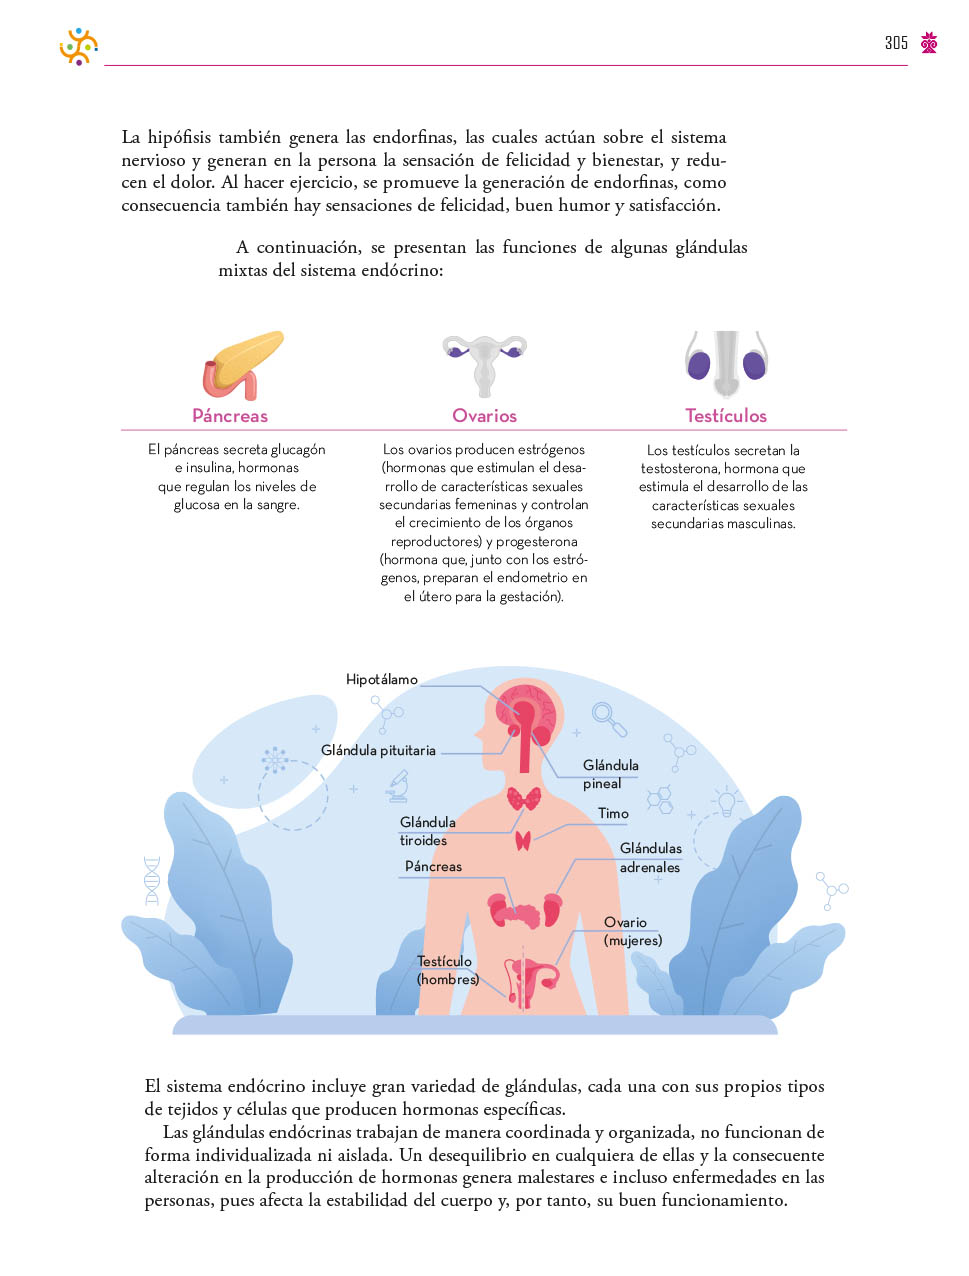 305
La hipófisis también genera las endorfinas, las cuales actúan sobre el sistema
nervioso y generan en la persona la sensación de felicidad y bienestar, y redu-
cen el dolor. Al hacer ejercicio, se promueve la generación de endorfinas, como
consecuencia también hay sensaciones de felicidad, buen humor y satisfacción.
A continuación, se presentan las funciones de algunas glándulas
mixtas del sistema endócrino:
Páncreas
El páncreas secreta glucagón
e insulina, hormonas
que regulan los niveles de
glucosa en la sangre.
Ovarios
Los ovarios producen estrógenos
(hormonas que estimulan el desa-
rrollo de características sexuales
secundarias femeninas y controlan
el crecimiento de los órganos
reproductores) y progesterona
(hormona que, junto con los estró-
genos, preparan el endometrio en
el útero para la gestación).
Testículos
Los testículos secretan la
testosterona, hormona que
estimula el desarrollo de las
características sexuales
secundarias masculinas.
Hipotálamo
Glándula pituitaria
Glándula
pineal
Timo
Glándula
tiroides
Glándulas
adrenales
Páncreas
Ovario
(mujeres)
Testículo
(hombres)
El sistema endócrino incluye gran variedad de glándulas, cada una con sus propios tipos
de tejidos y células que producen hormonas específicas.
Las glándulas endócrinas trabajan de manera coordinada y organizada, no funcionan de
forma individualizada ni aislada. Un desequilibrio en cualquiera de ellas y la consecuente
alteración en la producción de hormonas genera malestares e incluso enfermedades en las
personas, pues afecta la estabilidad del cuerpo y, por tanto, su buen funcionamiento.